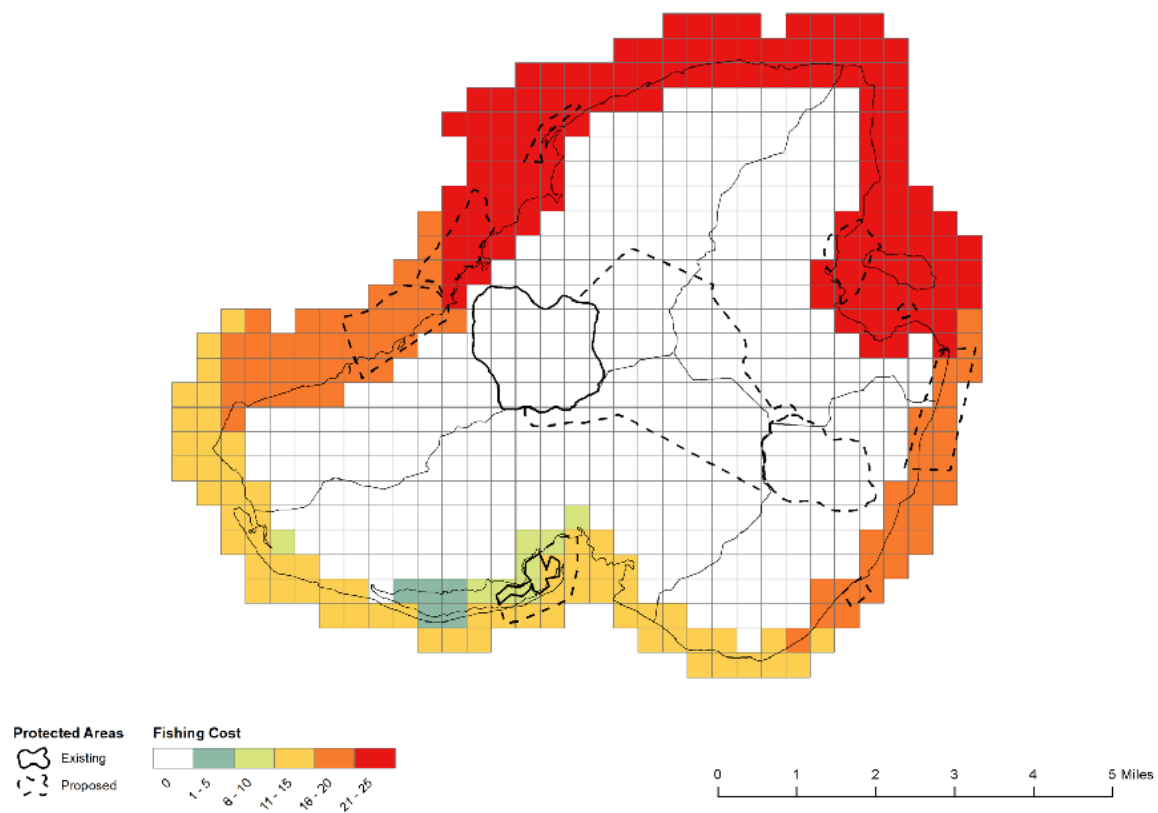 Protected Areas
Existing
Proposed
Fishing Cost
0
1 - 5
6 - 10
11 - 15
16 - 20
21 - 25
0 1 2 3 4 5 Miles